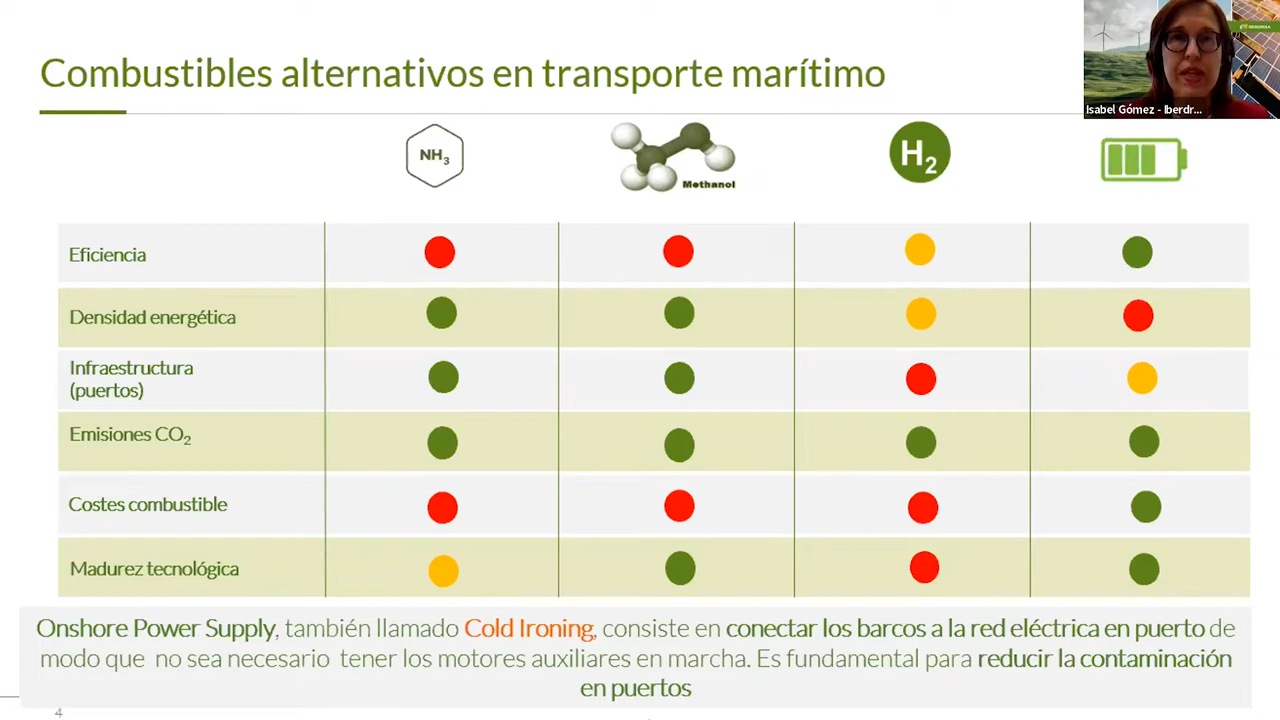 Combustibles alternativos en transporte marítimo
IBERDROLA
Isabel Gómez - Iberdr...
NH3
Methanol
H2
Eficiencia
Densidad energética
Infraestructura
(puertos)
Emisiones CO2
Costes combustible
Madurez tecnológica
Onshore Power Supply, también llamado Cold Ironing, consiste en conectar los barcos a la red eléctrica en puerto de
modo que no sea necesario tener los motores auxiliares en marcha. Es fundamental para reducir la contaminación
en puertos
4